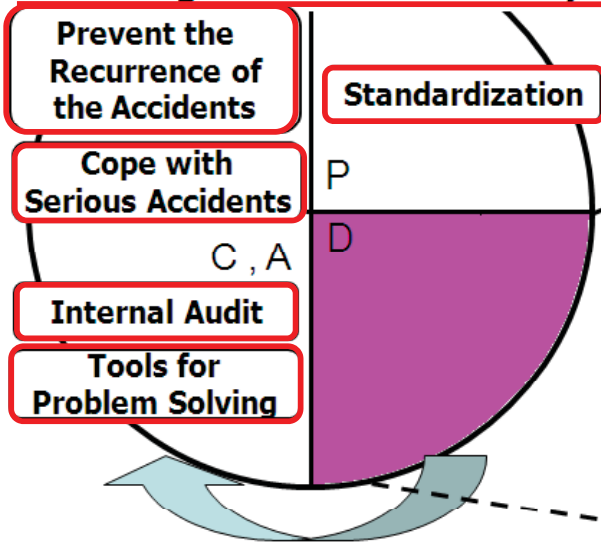 Prevent the
Recurrence of
the Accidents
Standardization
Cope with
Serious Accidents
P
D
C , A
Internal Audit
Tools for
Problem Solving